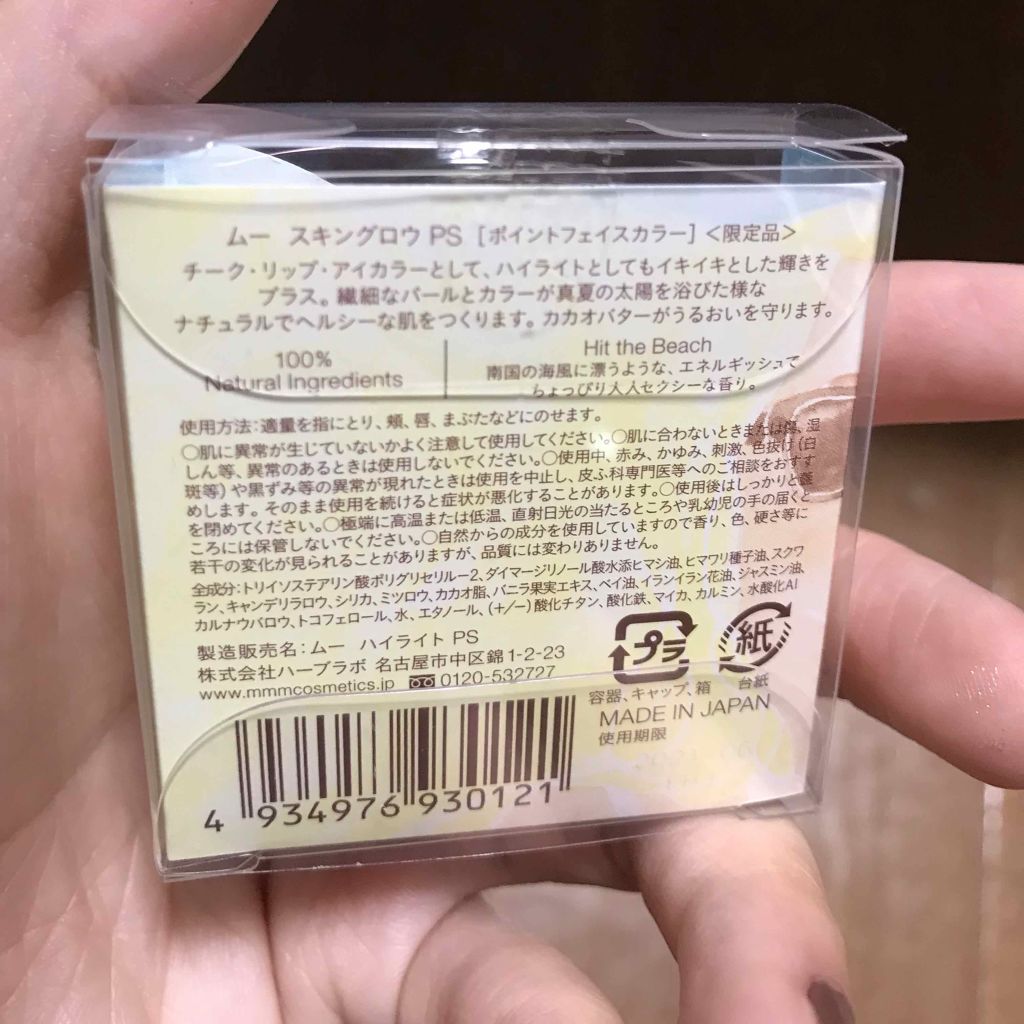 ムー スキングロウ PS [ポイントフェイスカラー] <限定品>
チーク・リップ・アイカラーとして、ハイライトとしてもイキイキとした輝きを
プラス。繊細なパールとカラーが真夏の太陽を浴びた様な
ナチュラルでヘルシーな肌をつくります。カカオバターがうるおいを守ります。
100%
Natural Ingredients
Hit the Beach
南国の海風に漂うような、エネルギッシュで
ちょっぴり大人セクシーな香り。
使用方法:適量を指にとり、頬、唇、まぶたなどにのせます。
○肌に異常が生じていないかよく注意して使用してください。○肌に合わないときまたは傷、湿
しん等、異常のあるときは使用しないでください。○使用中、赤み、かゆみ、刺激、色抜け(白
斑等)や黒ずみ等の異常が現れたときは使用を中止し、皮ふ科専門医等へのご相談をおすす
めします。そのまま使用を続けると症状が悪化することがあります。○使用後はしっかりと蓋
を閉めてください。○極端に高温または低温、直射日光の当たるところや乳幼児の手の届くと
ころには保管しないでください。○自然からの成分を使用していますので香り、色、硬さ等に
若干の変化が見られることがありますが、品質には変わりありません。
全成分:トリイソステアリン酸ポリグリセリル-2、ダイマージリノール酸水添ヒマシ油、ヒマワリ種子油、スクワ
ラン、キャンデリラロウ、シリカ、ミツロウ、カカオ脂、バニラ果実エキス、ベイ油、イランイラン花油、ジャスミン油、
カルナウバロウ、トコフェロール、水、エタノール、(+/-)酸化チタン、酸化鉄、マイカ、カルミン、水酸化Al
製造販売名:ムー ハイライト PS
株式会社ハーブラボ 名古屋市中区錦1-2-23
www.mmmcosmetics.jp 0120-532727
プラ
紙
容器、キャップ、箱 台紙
MADE IN JAPAN
使用期限
4 934976 930121